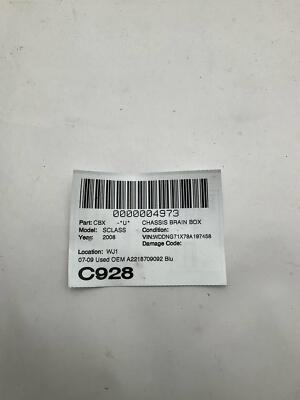 0000004973
Part: CBX -*U* CHASSIS BRAIN BOX
Model: SCLASS Condition:
Year: 2008 VIN:WDDNG71X78A197458
Damage Code:
Location: WJ1
07-09 Used OEM A2218709092 Blu
C928